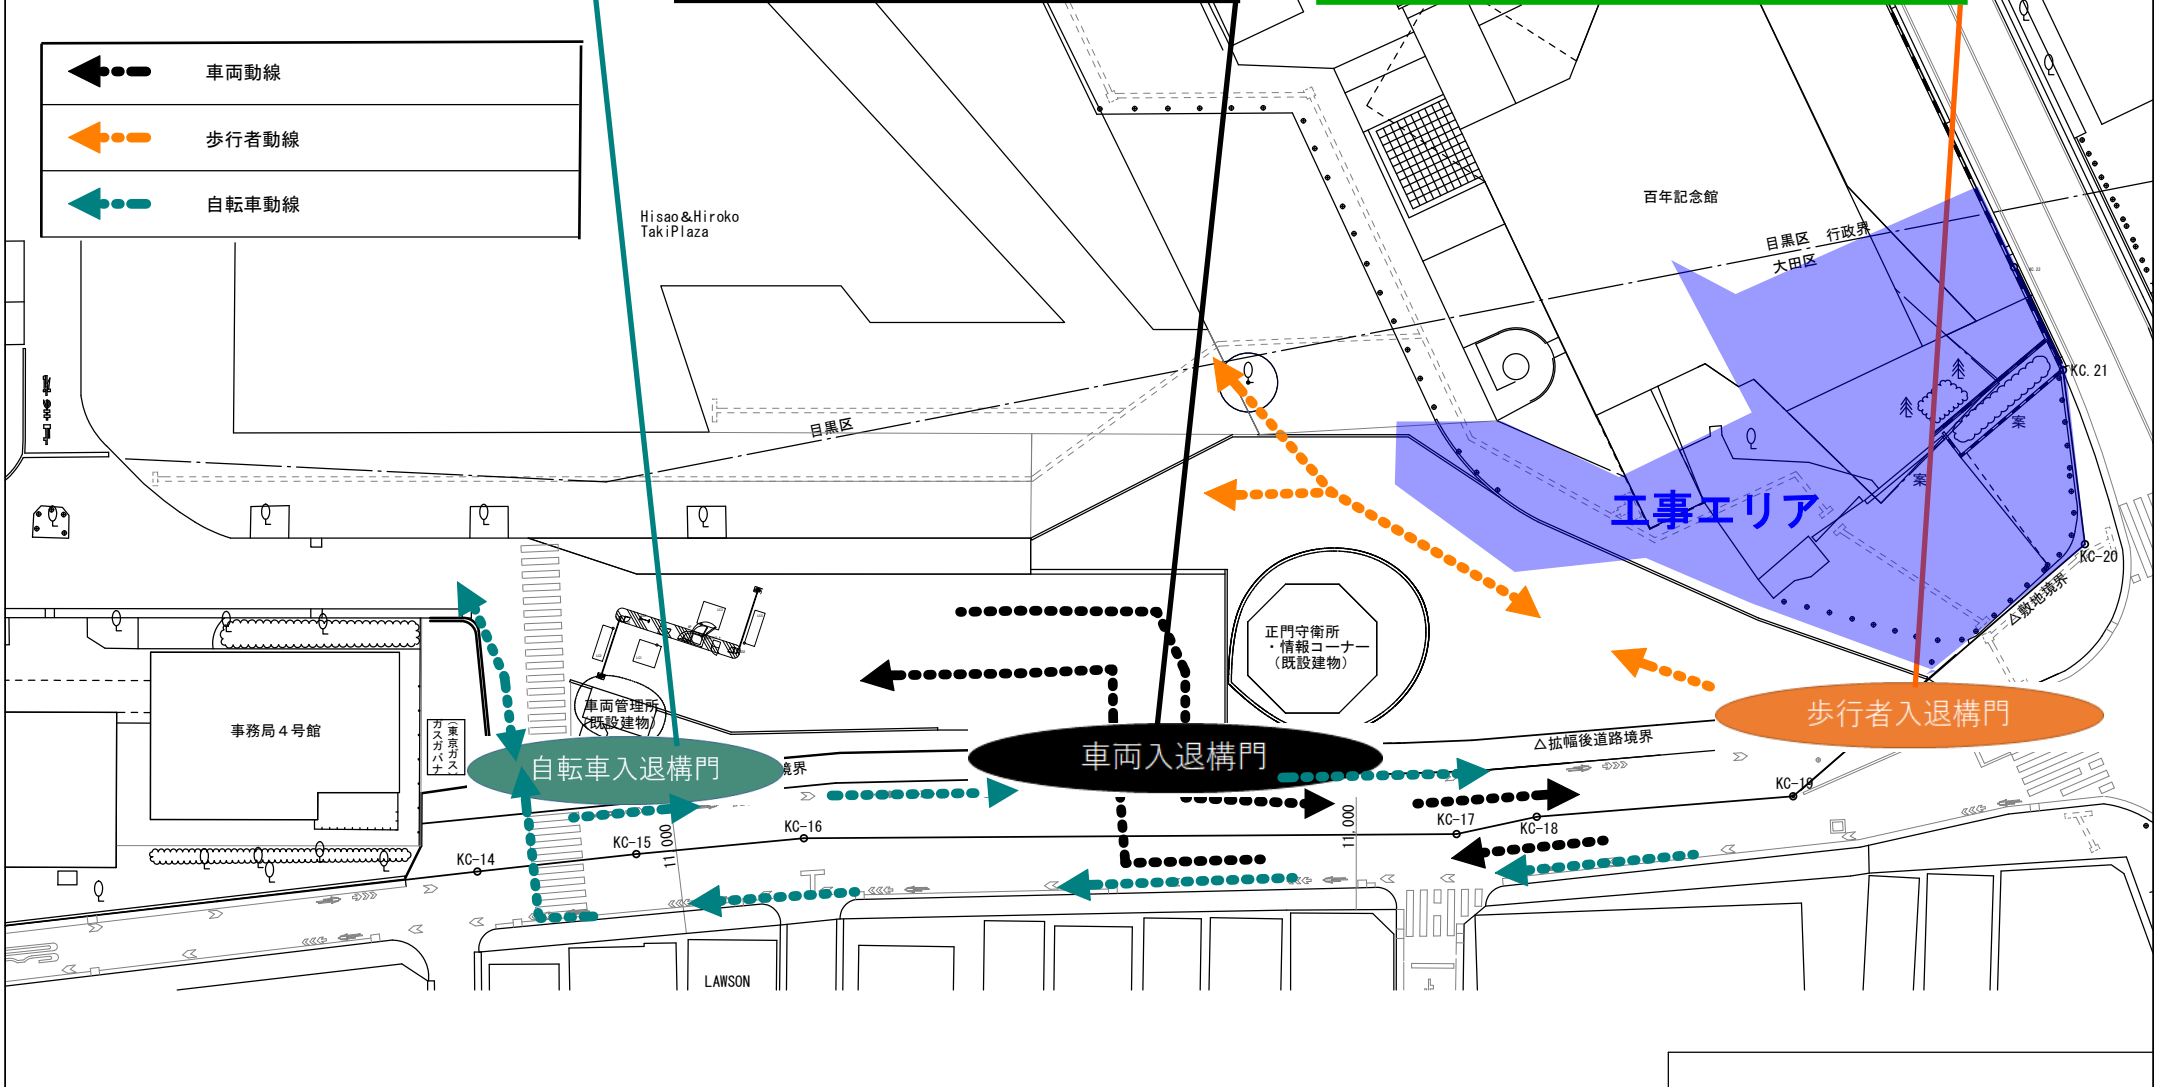 車両動線
歩行者動線
自転車動線
Hisao&Hiroko
TakiPlaza
百年記念館
目黒区 行政界
大田区
目黒区
KC.21
案
案
工事エリア
KC-20
△敷地境界
正門守衛所
・情報コーナー
（既設建物）
車両管理所
(既設建物)
事務局４号館
（東京ガス）
ガスガバナ
歩行者入退構門
車両入退構門
自転車入退構門
△拡幅後道路境界
境界
KC-19
KC-18
KC-17
KC-16
KC-15
KC-14
11,000
11,000
LAWSON